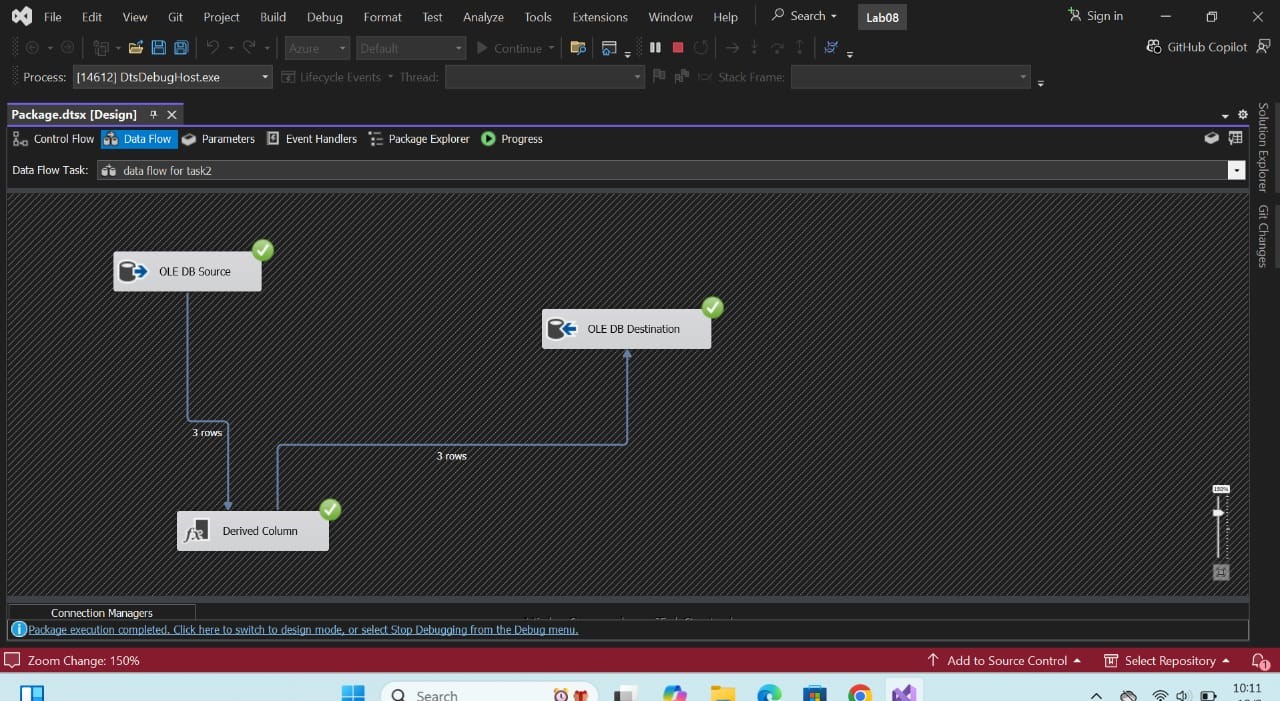 File Edit View Git Project Build Debug Format Test Analyze Tools Extensions Window Help Search Lab08 Sign in
Azure Default Continue GitHub Copilot
Process: [14612] DtsDebugHost.exe Lifecycle Events Thread: Stack Frame:
Package.dtsx [Design]
Control Flow Data Flow Parameters Event Handlers Package Explorer Progress
Data Flow Task: data flow for task2
Solution Explorer
Git Changes
OLE DB Source
OLE DB Destination
3 rows
3 rows
Derived Column
Connection Managers
Package execution completed. Click here to switch to design mode, or select Stop Debugging from the Debug menu.
Zoom Change: 150% Add to Source Control Select Repository 1
Search 10:11